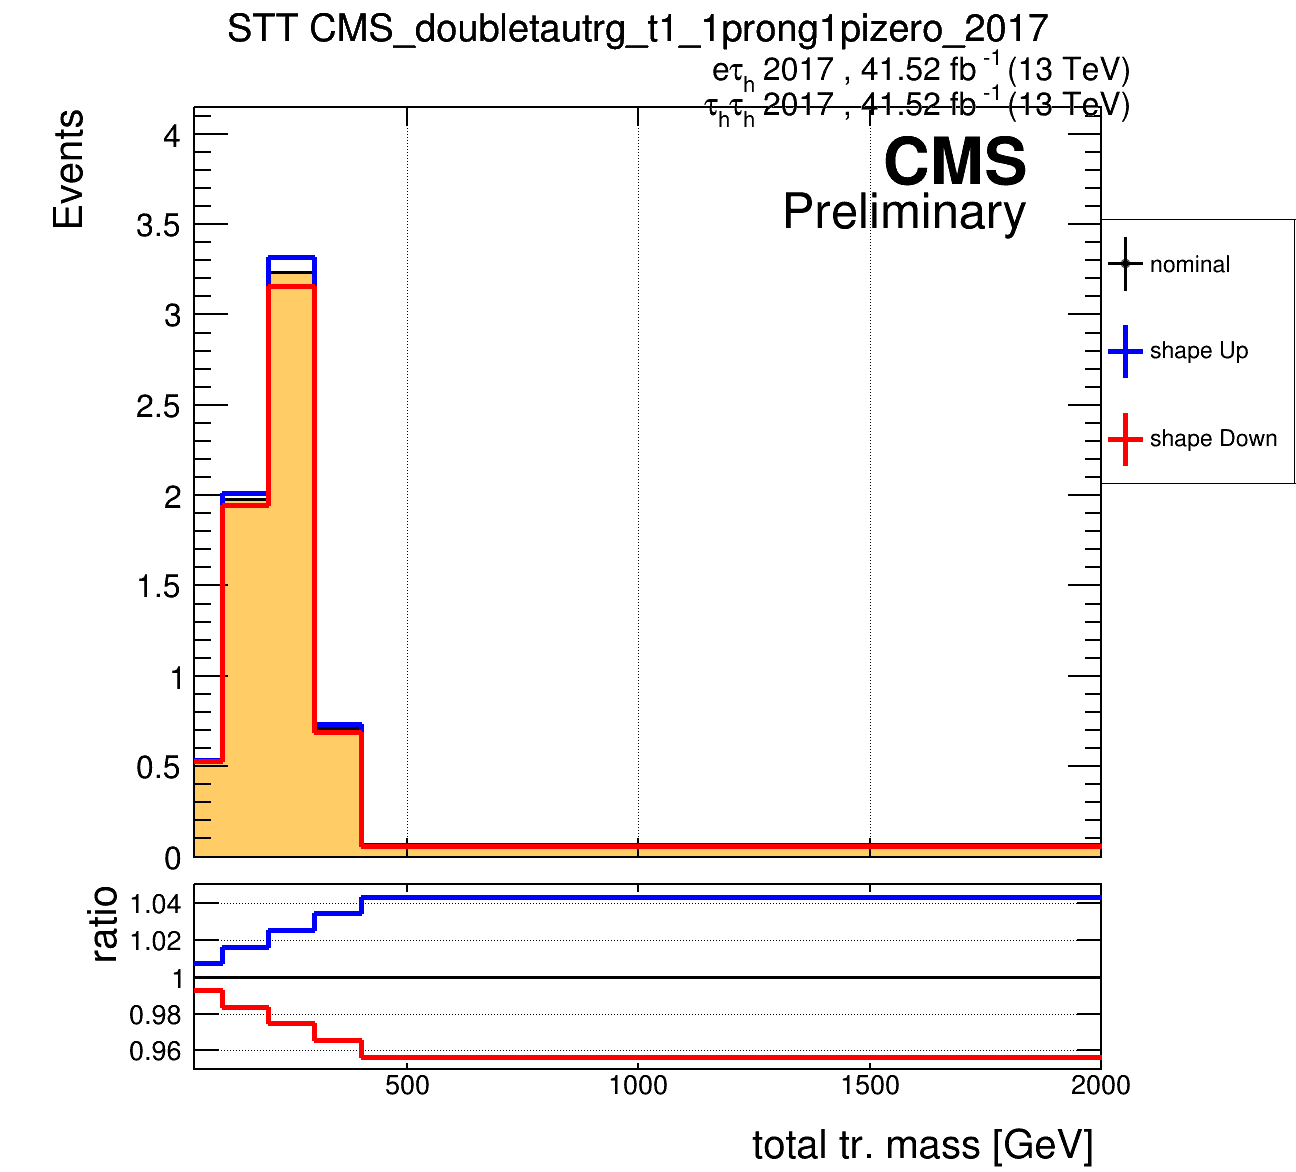 STT CMS_doubletautrg_t1_1prong1pizero_2017
eτh 2017 , 41.52 fb -1 (13 TeV)
τhτh 2017 , 41.52 fb -1 (13 TeV)
CMS
Preliminary
Events
4
3.5
3
2.5
2
1.5
1
0.5
0
nominal
shape Up
shape Down
ratio
1.04
1.02
1
0.98
0.96
500 1000 1500 2000
total tr. mass [GeV]